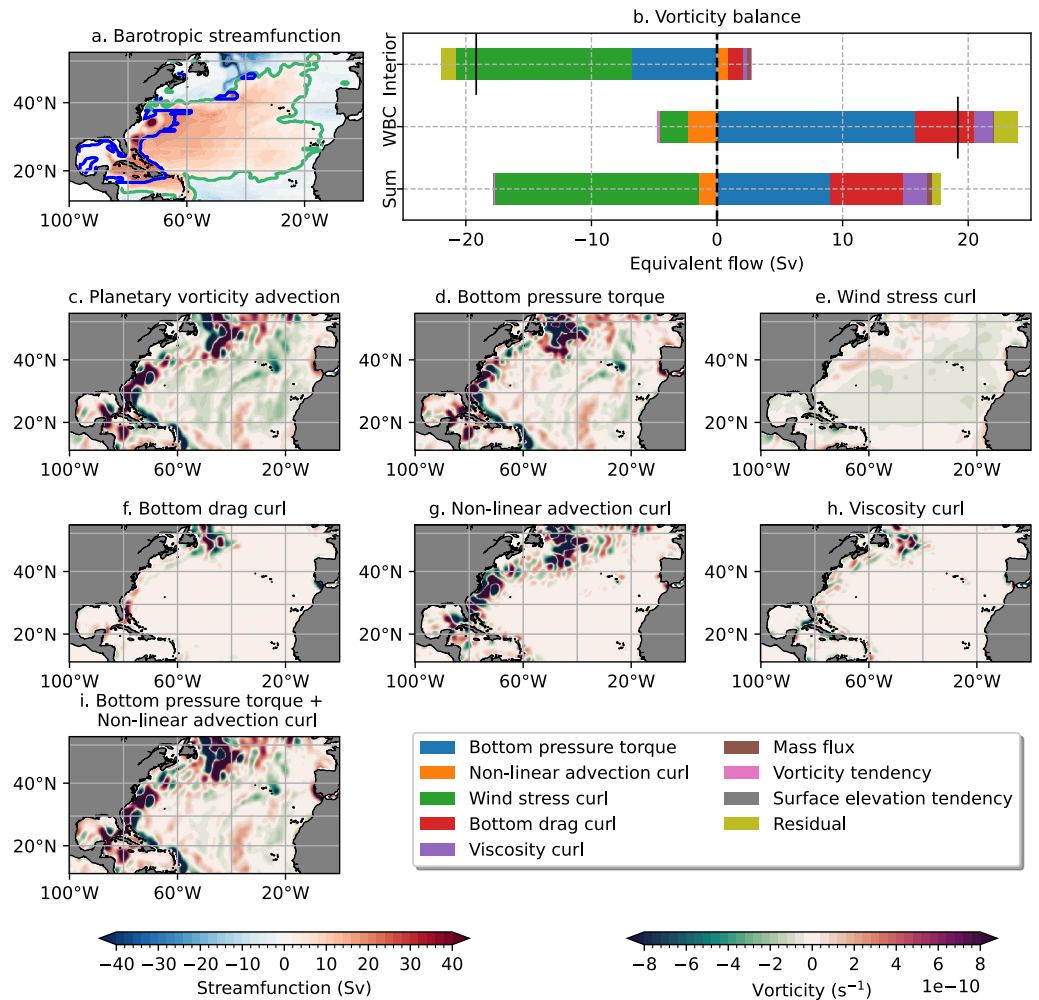 a. Barotropic streamfunction
40°N
20°N
100°W 60°W 20°W
b. Vorticity balance
Interior
WBC
Sum
−20 −10 0 10 20
Equivalent flow (Sv)
c. Planetary vorticity advection
40°N
20°N
100°W 60°W 20°W
d. Bottom pressure torque
40°N
20°N
100°W 60°W 20°W
e. Wind stress curl
40°N
20°N
100°W 60°W 20°W
f. Bottom drag curl
40°N
20°N
100°W 60°W 20°W
g. Non-linear advection curl
40°N
20°N
100°W 60°W 20°W
h. Viscosity curl
40°N
20°N
100°W 60°W 20°W
i. Bottom pressure torque +
Non-linear advection curl
40°N
20°N
100°W 60°W 20°W
Bottom pressure torque
Non-linear advection curl
Wind stress curl
Bottom drag curl
Viscosity curl
Mass flux
Vorticity tendency
Surface elevation tendency
Residual
−40 −30 −20 −10 0 10 20 30 40
Streamfunction (Sv)
−8 −6 −4 −2 0 2 4 6 8
1e−10
Vorticity (s⁻¹)